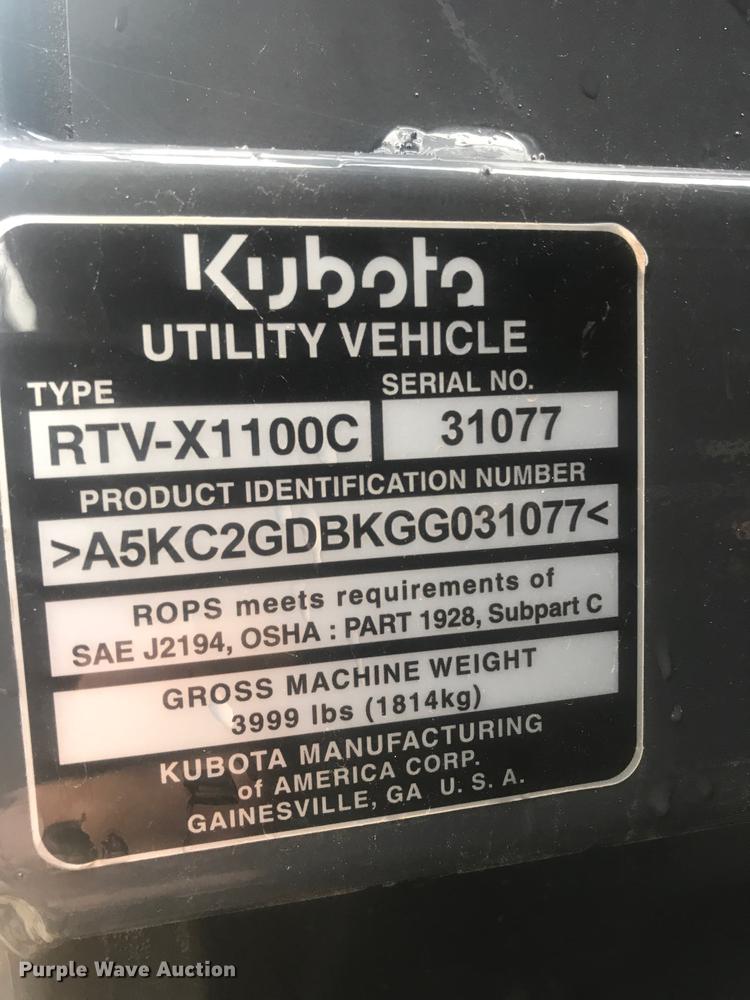 Kubota
UTILITY VEHICLE
TYPE SERIAL NO.
RTV-X1100C 31077
PRODUCT IDENTIFICATION NUMBER
>A5KC2GDBKGG031077<
ROPS meets requirements of
SAE J2194, OSHA : PART 1928, Subpart C
GROSS MACHINE WEIGHT
3999 lbs (1814kg)
KUBOTA MANUFACTURING
of AMERICA CORP.
GAINESVILLE, GA U. S. A.
Purple Wave Auction